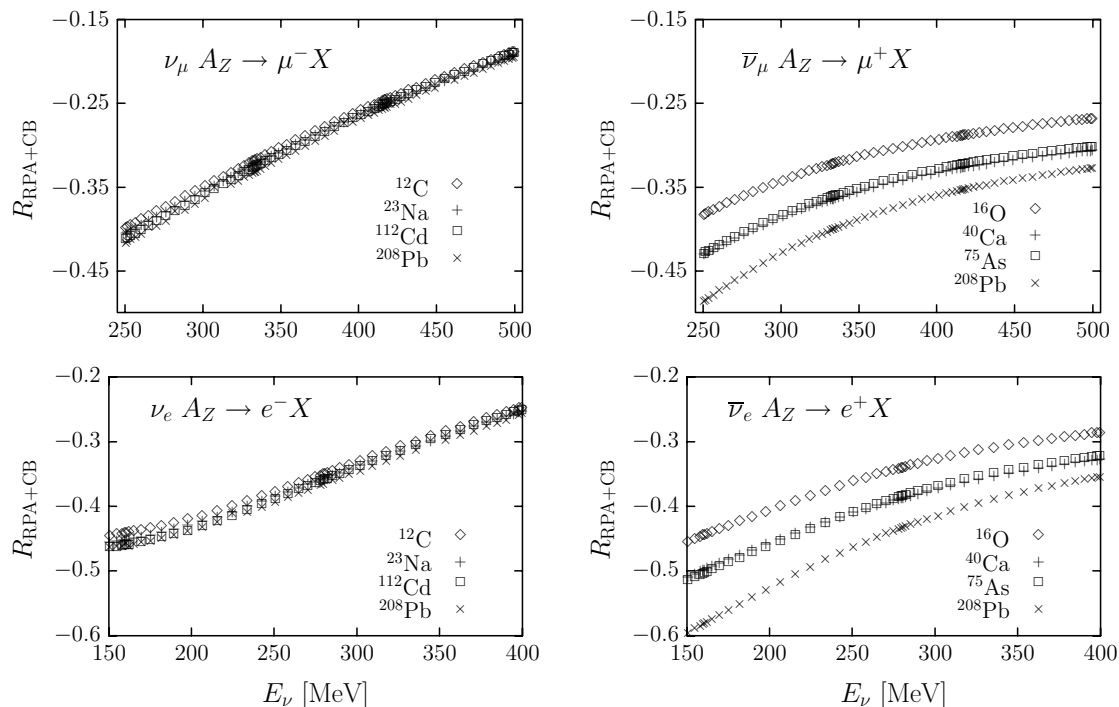 −0.15
−0.25
−0.35
−0.45
R_RPA+CB
ν_μ A_Z → μ⁻X
¹²C
²³Na
¹¹²Cd
²⁰⁸Pb
250 300 350 400 450 500
−0.15
−0.25
−0.35
−0.45
R_RPA+CB
ν̅_μ A_Z → μ⁺X
¹⁶O
⁴⁰Ca
⁷⁵As
²⁰⁸Pb
250 300 350 400 450 500
−0.2
−0.3
−0.4
−0.5
−0.6
R_RPA+CB
ν_e A_Z → e⁻X
¹²C
²³Na
¹¹²Cd
²⁰⁸Pb
150 200 250 300 350 400
E_ν [MeV]
−0.2
−0.3
−0.4
−0.5
−0.6
R_RPA+CB
ν̅_e A_Z → e⁺X
¹⁶O
⁴⁰Ca
⁷⁵As
²⁰⁸Pb
150 200 250 300 350 400
E_ν [MeV]